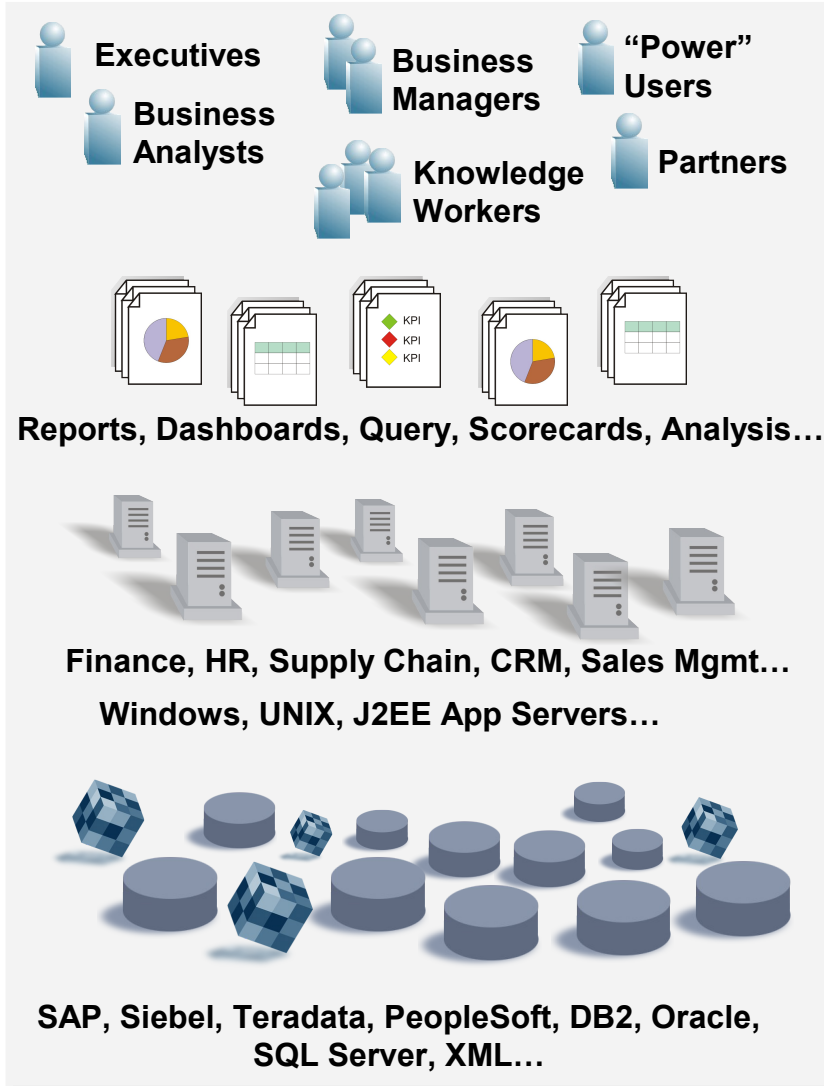 Executives
Business
Analysts
Business
Managers
Knowledge
Workers
“Power”
Users
Partners
KPI
KPI
KPI
Reports, Dashboards, Query, Scorecards, Analysis…
Finance, HR, Supply Chain, CRM, Sales Mgmt…
Windows, UNIX, J2EE App Servers…
SAP, Siebel, Teradata, PeopleSoft, DB2, Oracle,
SQL Server, XML…